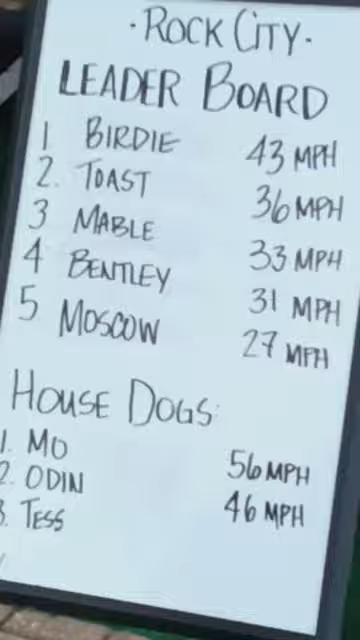 ·ROCK CITY·
LEADER BOARD
1 BIRDIE 43 MPH
2. TOAST 36 MPH
3 MABLE 33 MPH
4 BENTLEY 31 MPH
5 MOSCOW 27 MPH
HOUSE DOGS:
1. MO 56 MPH
2. ODIN 46 MPH
3. TESS